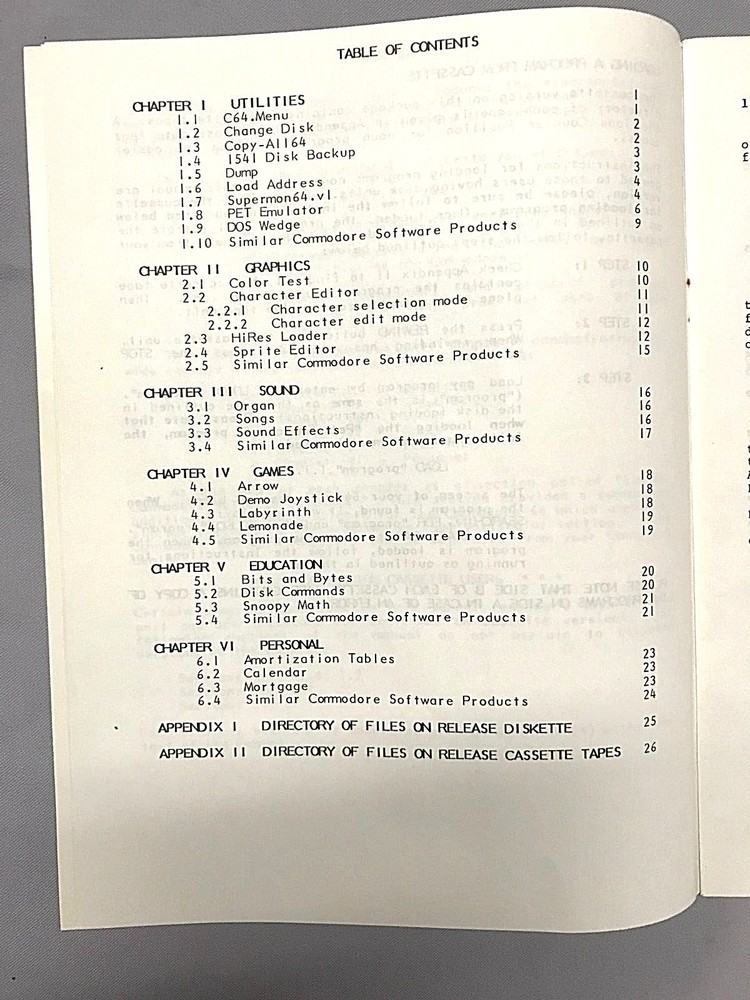 TABLE OF CONTENTS
CHAPTER I UTILITIES
1.1 C64.Menu 1
1.2 Change Disk 1
1.3 Copy-All64 2
1.4 1541 Disk Backup 2
1.5 Dump 3
1.6 Load Address 3
1.7 Supermon64.v1 4
1.8 PET Emulator 4
1.9 DOS Wedge 6
1.10 Similar Commodore Software Products 9
CHAPTER II GRAPHICS
2.1 Color Test 10
2.2 Character Editor 10
2.2.1 Character selection mode 11
2.2.2 Character edit mode 11
2.3 HiRes Loader 12
2.4 Sprite Editor 12
2.5 Similar Commodore Software Products 15
CHAPTER III SOUND
3.1 Organ 16
3.2 Songs 16
3.3 Sound Effects 16
3.4 Similar Commodore Software Products 17
CHAPTER IV GAMES
4.1 Arrow 18
4.2 Demo Joystick 18
4.3 Labyrinth 18
4.4 Lemonade 19
4.5 Similar Commodore Software Products 19
CHAPTER V EDUCATION
5.1 Bits and Bytes 20
5.2 Disk Commands 20
5.3 Snoopy Math 21
5.4 Similar Commodore Software Products 21
CHAPTER VI PERSONAL
6.1 Amortization Tables 23
6.2 Calendar 23
6.3 Mortgage 23
6.4 Similar Commodore Software Products 24
APPENDIX I DIRECTORY OF FILES ON RELEASE DISKETTE 25
APPENDIX II DIRECTORY OF FILES ON RELEASE CASSETTE TAPES 26